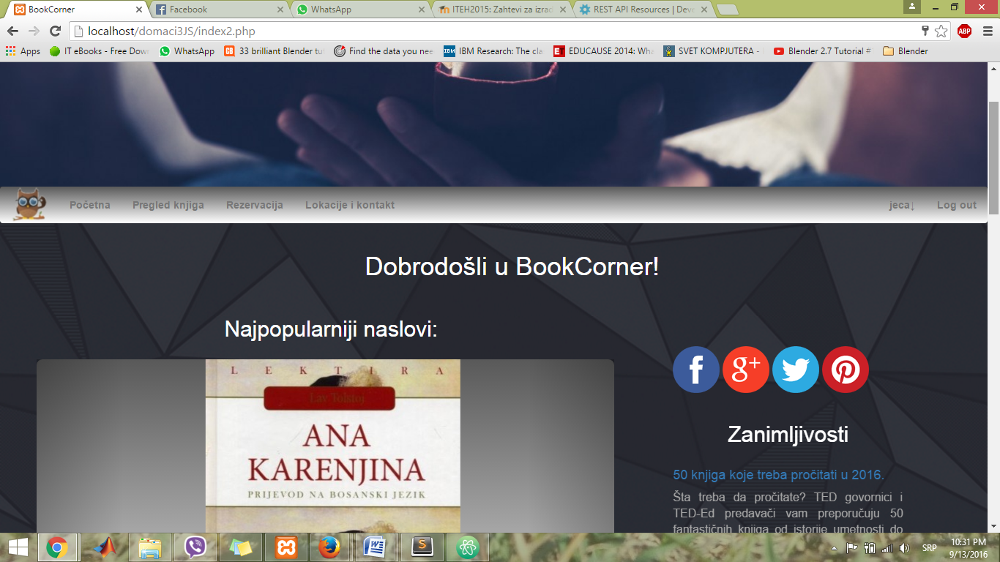 BookCorner
Facebook
WhatsApp
ITEH2015: Zahtevi za izrad
REST API Resources | Deve
localhost/domaci3JS/index2.php
ABP
Apps
IT eBooks - Free Down
WhatsApp
33 brilliant Blender tu
Find the data you nee
IBM Research: The cla
EDUCAUSE 2014: Wha
SVET KOMPJUTERA -
Blender 2.7 Tutorial #
Blender
Početna Pregled knjiga Rezervacija Lokacije i kontakt jeca↓ Log out
Dobrodošli u BookCorner!
Najpopularniji naslovi:
LEKTIRA
Lav Tolstoj
ANA
KARENJINA
PRIJEVOD NA BOSANSKI JEZIK
Zanimljivosti
50 knjiga koje treba pročitati u 2016.
Šta treba da pročitate? TED govornici i
TED-Ed predavači vam preporučuju 50
fantastičnih knjiga od istorije umetnosti do
SRP
10:31 PM
9/13/2016